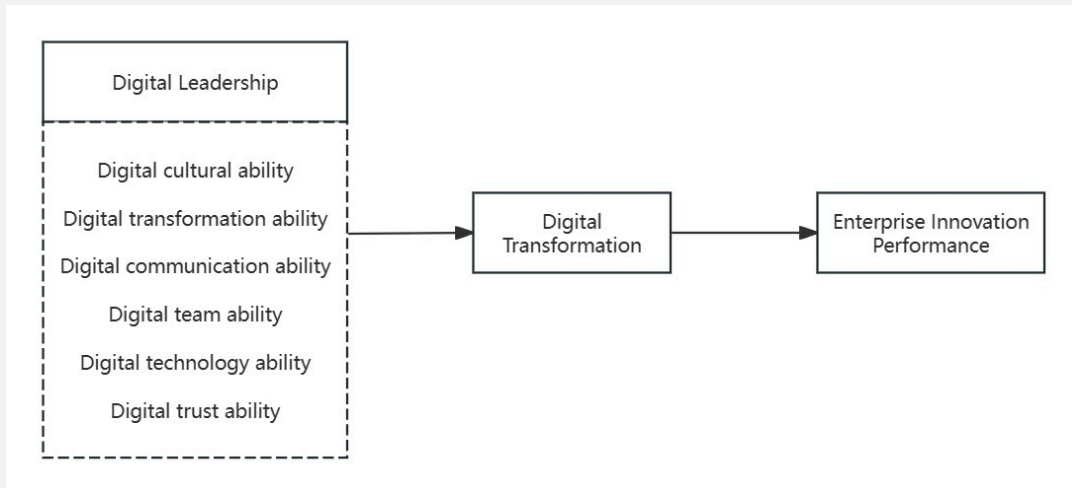 Digital Leadership
Digital cultural ability
Digital transformation ability
Digital communication ability
Digital team ability
Digital technology ability
Digital trust ability
Digital
Transformation
Enterprise Innovation
Performance